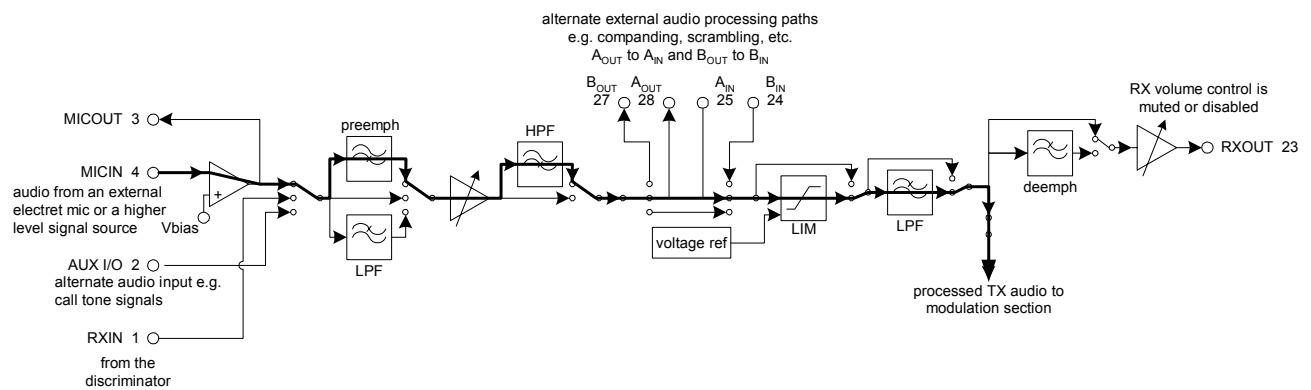 alternate external audio processing paths
e.g. companding, scrambling, etc.
AOUT to AIN and BOUT to BIN
BOUT AOUT AIN BIN
27 28 25 24
RX volume control is
muted or disabled
MICOUT 3
preemph
HPF
MICIN 4
RXOUT 23
audio from an external
electret mic or a higher
level signal source
+
Vbias
deemph
LIM
LPF
voltage ref
LPF
AUX I/O 2
alternate audio input e.g.
call tone signals
processed TX audio to
modulation section
RXIN 1
from the
discriminator